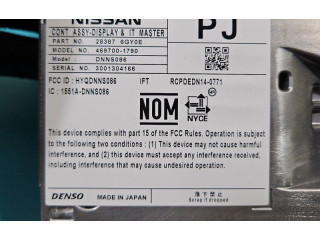 NISSAN
PJ
CONT ASSY-DISPLAY & IT MASTER
PART NUMBER 28387 6GY0E
MODEL NUMBER 469700-1790
MODEL DNNS086
SERIAL NUMBER 3001304166
FCC ID : HYQDNNS086 IFT RCPDEDN14-0771
IC : 1551A-DNNS086
NOM NYCE
This device complies with part 15 of the FCC Rules. Operation is subject
to the following two conditions : (1) This device may not cause harmful
interference, and (2) this device must accept any interference received,
including interference that may cause undesired operation.
DENSO MADE IN JAPAN
落下禁止
Scrap if dropped